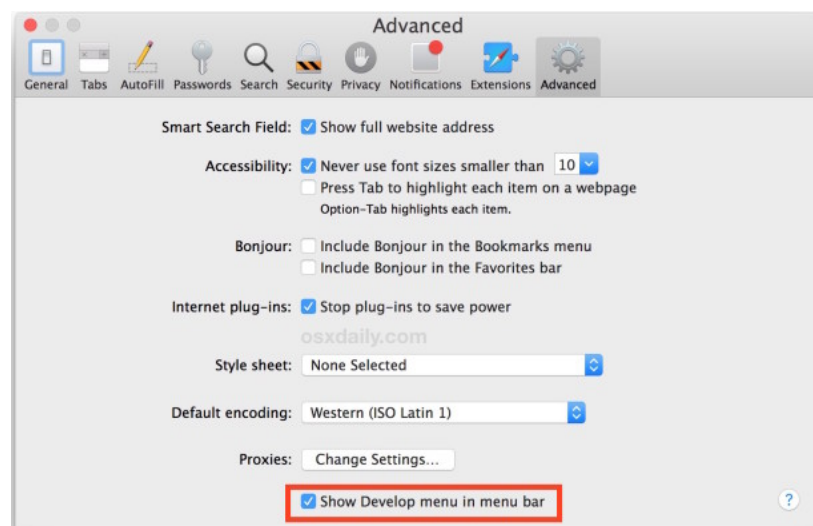 Advanced
General Tabs AutoFill Passwords Search Security Privacy Notifications Extensions Advanced
Smart Search Field: Show full website address
Accessibility: Never use font sizes smaller than 10
Press Tab to highlight each item on a webpage
Option-Tab highlights each item.
Bonjour: Include Bonjour in the Bookmarks menu
Include Bonjour in the Favorites bar
Internet plug-ins: Stop plug-ins to save power
osxdaily.com
Style sheet: None Selected
Default encoding: Western (ISO Latin 1)
Proxies: Change Settings...
Show Develop menu in menu bar
?